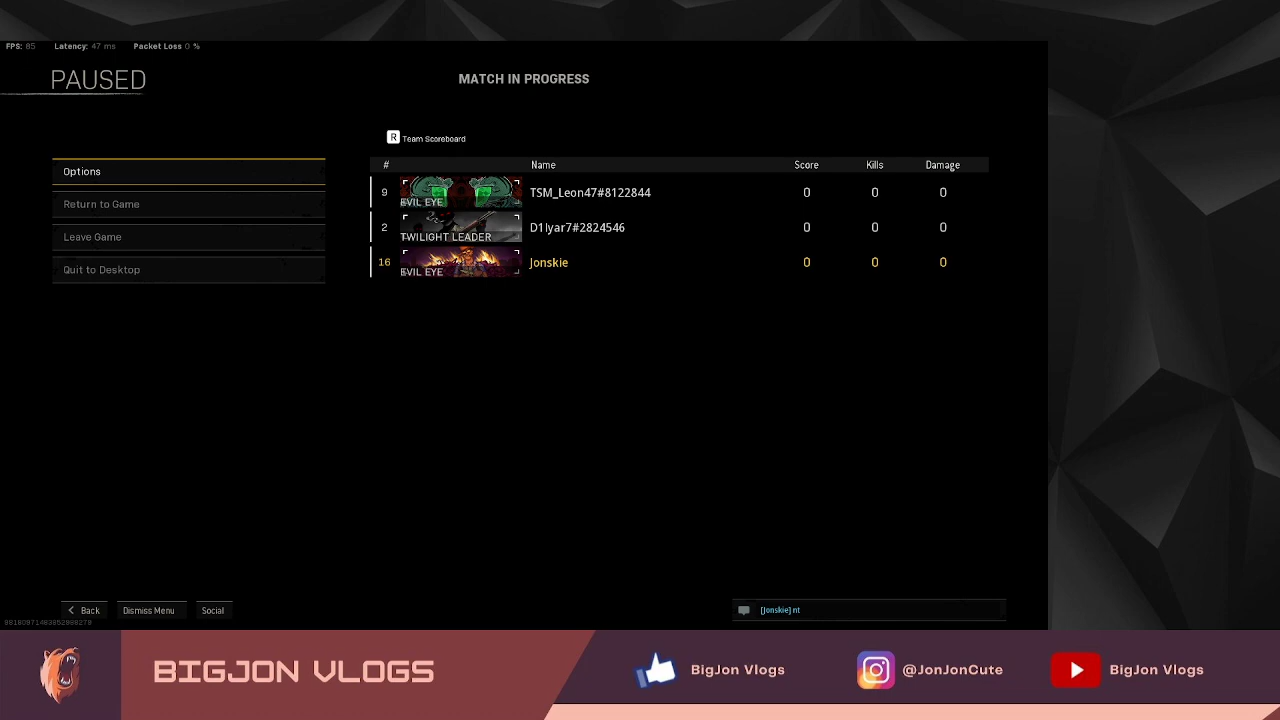 FPS: 85 Latency: 47 ms Packet Loss 0 %
PAUSED
MATCH IN PROGRESS
R Team Scoreboard
# Name Score Kills Damage
Options
Return to Game
Leave Game
Quit to Desktop
9 EVIL EYE TSM_Leon47#8122844 0 0 0
2 TWILIGHT LEADER D1lyar7#2824546 0 0 0
16 EVIL EYE Jonskie 0 0 0
Back Dismiss Menu Social
[Jonskie] nt
BIGJON VLOGS
BigJon Vlogs
@JonJonCute
BigJon Vlogs